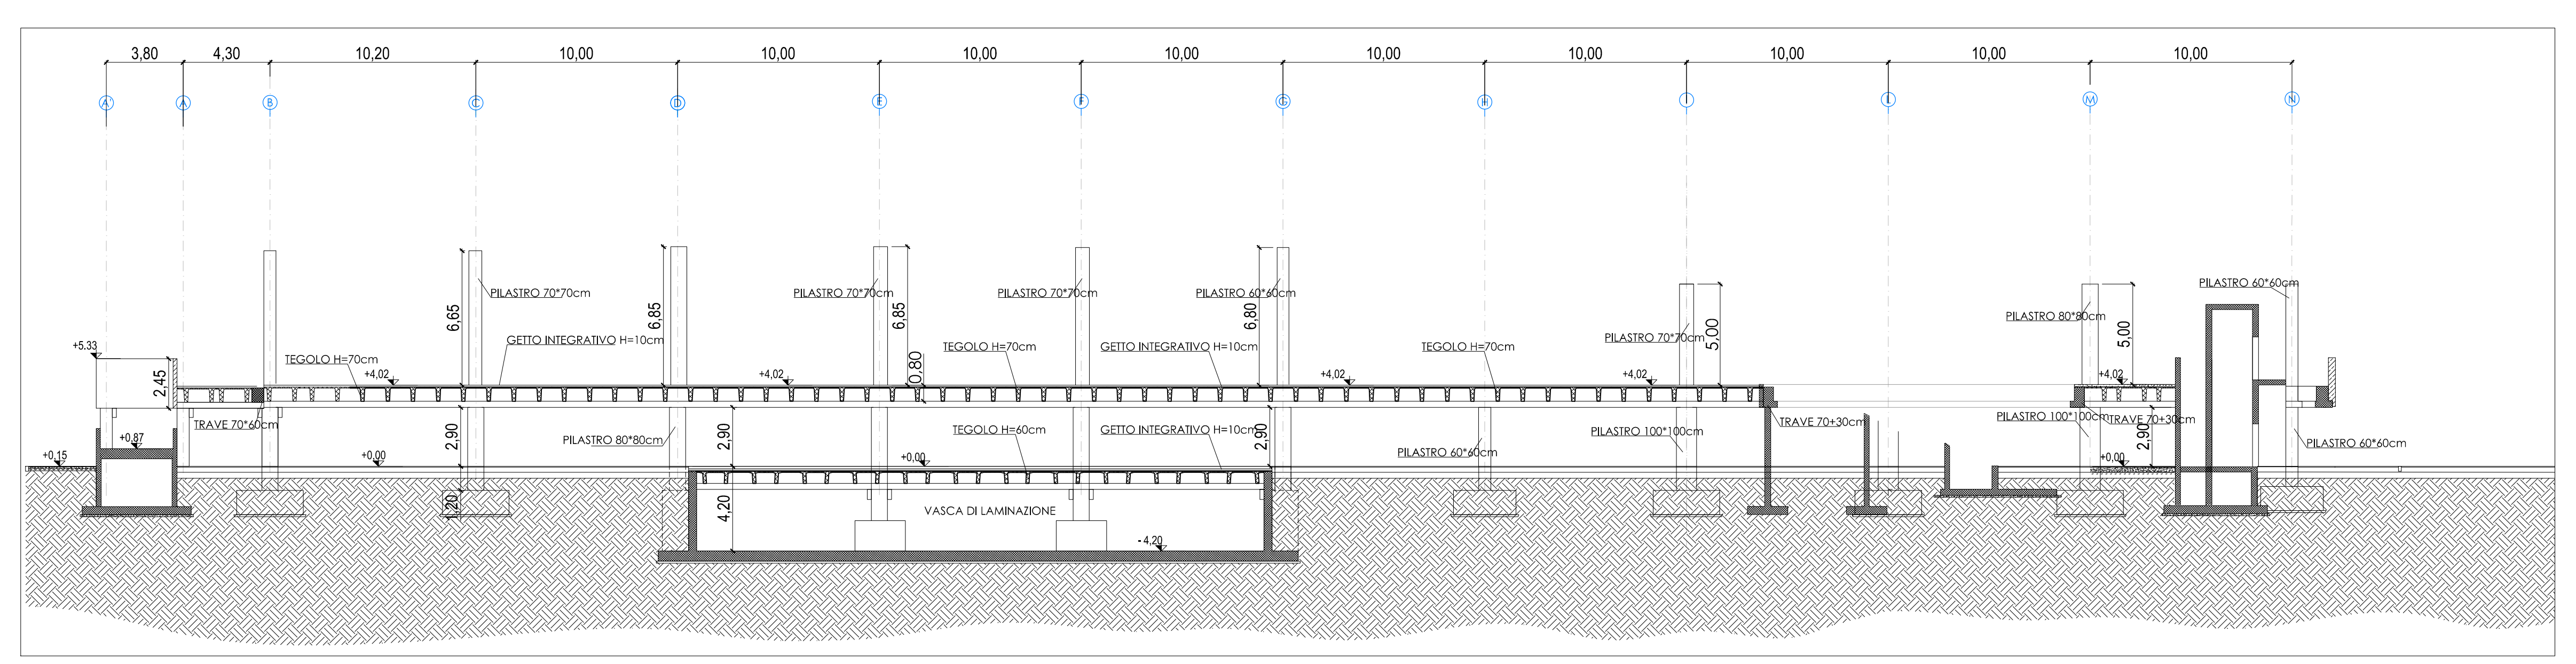 3,80 4,30 10,20 10,00 10,00 10,00 10,00 10,00 10,00 10,00 10,00 10,00
A' A B C D E F G H I L M N
PILASTRO 60*60cm
PILASTRO 70*70cm PILASTRO 70*70cm PILASTRO 70*70cm PILASTRO 60*60cm
6,65 6,85 6,85 6,80
PILASTRO 80*80cm
PILASTRO 70*70cm 5,00 5,00
GETTO INTEGRATIVO H=10cm
+5.33 TEGOLO H=70cm TEGOLO H=70cm GETTO INTEGRATIVO H=10cm TEGOLO H=70cm
2,45 0,80
+4,02 +4,02 +4,02 +4,02 +4,02
TRAVE 70*60cm TRAVE 70+30cm PILASTRO 100*100cm TRAVE 70+30cm
+0,87 2,90 PILASTRO 80*80cm 2,90 TEGOLO H=60cm GETTO INTEGRATIVO H=10cm 2,90 PILASTRO 100*100cm 2,90 PILASTRO 60*60cm
PILASTRO 60*60cm
+0,15 +0,00 +0,00 +0,00
1,20 4,20 VASCA DI LAMINAZIONE
- 4,20